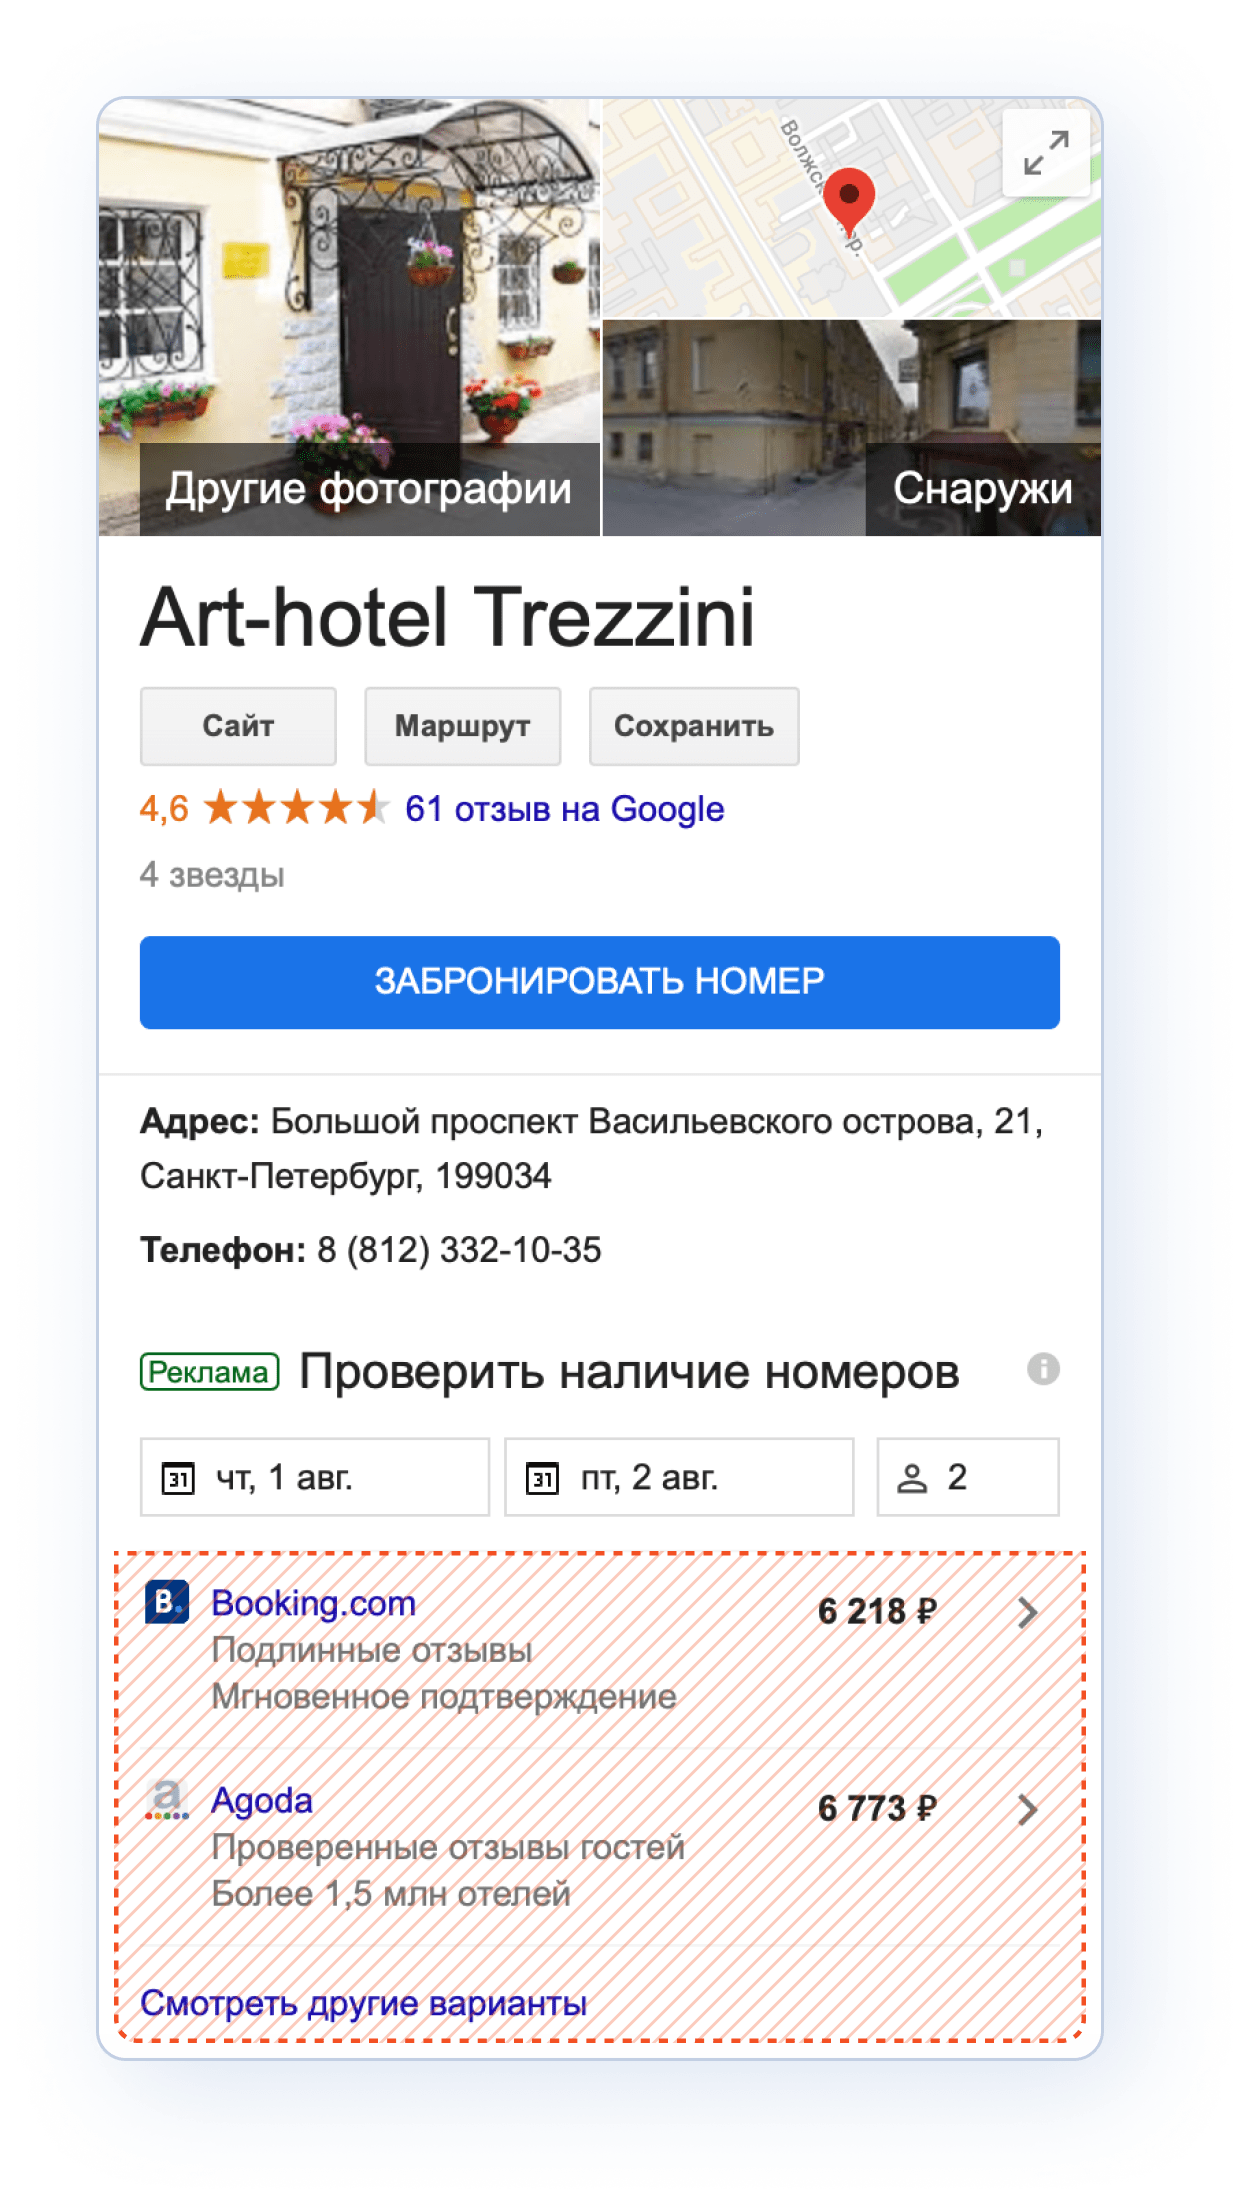 Волжск
пр.
Другие фотографии
Снаружи
Art-hotel Trezzini
Сайт
Маршрут
Сохранить
4,6
61 отзыв на Google
4 звезды
ЗАБРОНИРОВАТЬ НОМЕР
Адрес: Большой проспект Васильевского острова, 21,
Санкт-Петербург, 199034
Телефон: 8 (812) 332-10-35
Реклама Проверить наличие номеров
31 чт, 1 авг.
31 пт, 2 авг.
2
B. Booking.com
6 218 ₽
Подлинные отзывы
Мгновенное подтверждение
a Agoda
6 773 ₽
Проверенные отзывы гостей
Более 1,5 млн отелей
Смотреть другие варианты